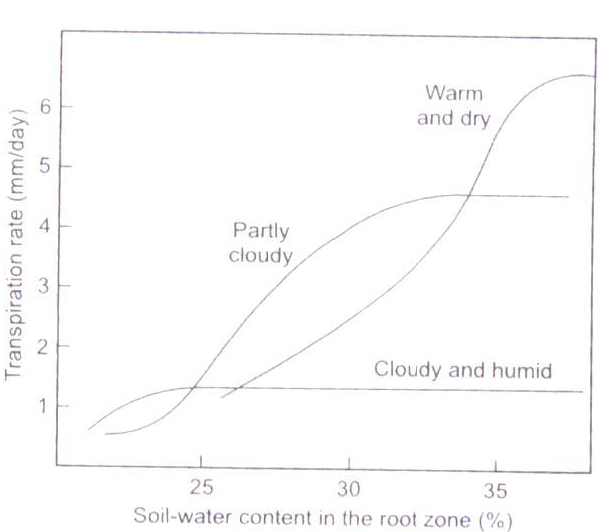 Warm
and dry
Partly
cloudy
Cloudy and humid
Transpiration rate (mm/day)
6
5
4
3
2
1
25
30
35
Soil-water content in the root zone (%)